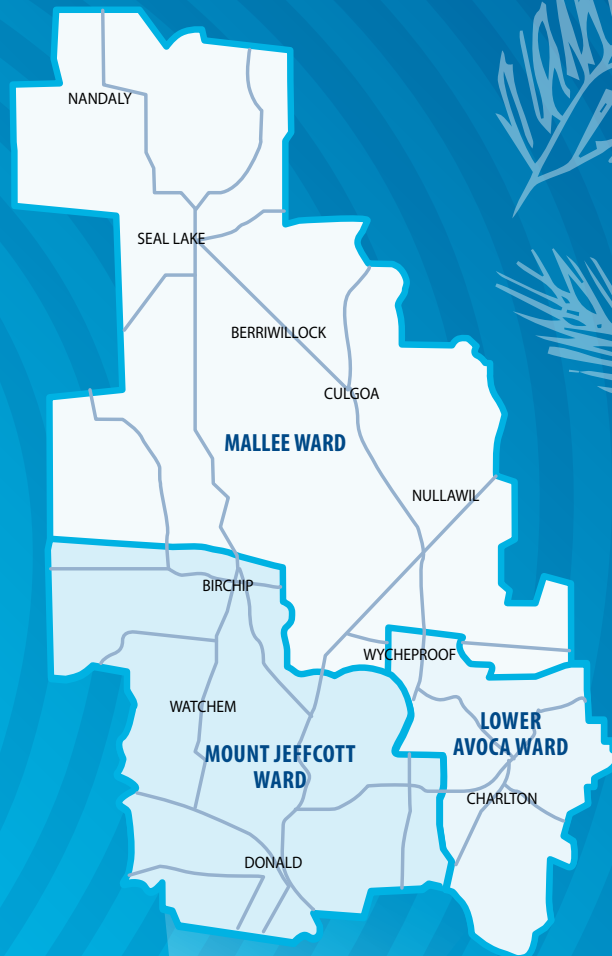 NANDALY
SEAL LAKE
BERRIWILLOCK
CULGOA
MALLEE WARD
NULLAWIL
BIRCHIP
WYCHEPROOF
WATCHEM
LOWER
AVOCA WARD
MOUNT JEFFCOTT
WARD
CHARLTON
DONALD